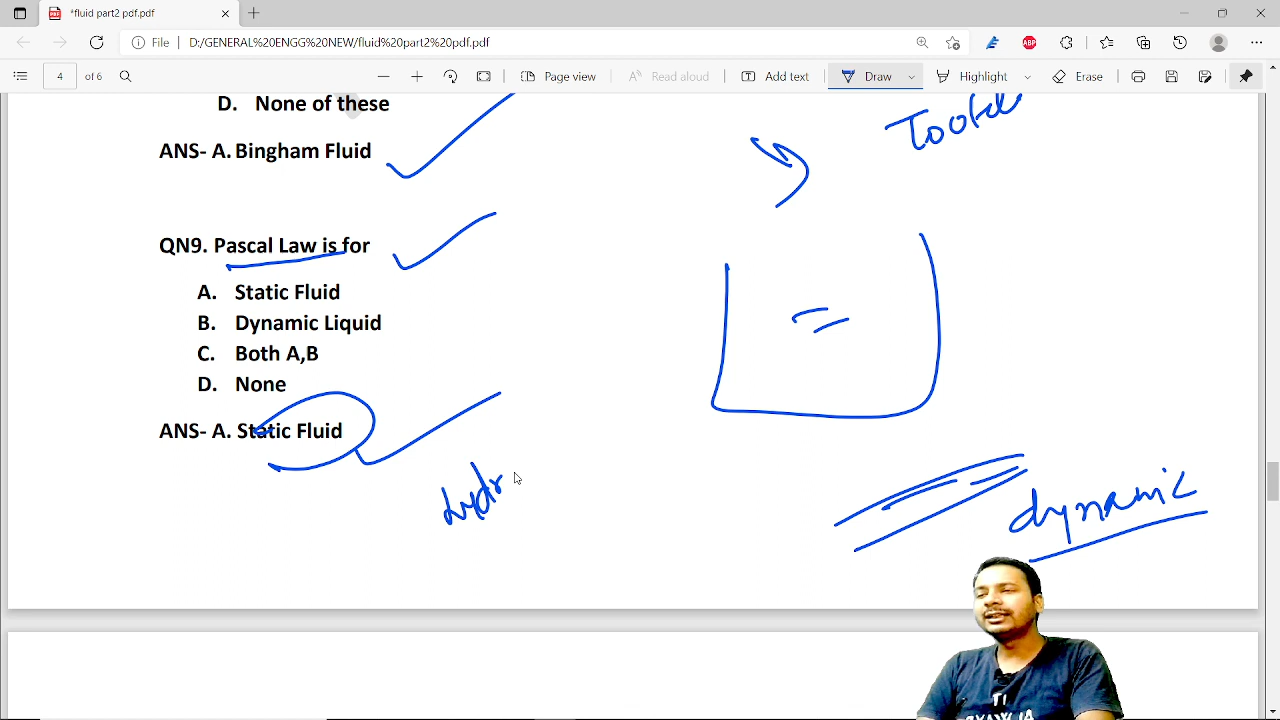 *fluid part2 pdf.pdf
File D:/GENERAL%20ENGG%20NEW/fluid%20part2%20pdf.pdf
ABP
4 of 6 Page view Read aloud Add text Draw Highlight Erase
D. None of these
ANS- A. Bingham Fluid
QN9. Pascal Law is for
A. Static Fluid
B. Dynamic Liquid
C. Both A,B
D. None
ANS- A. Static Fluid
hydr
dynamic